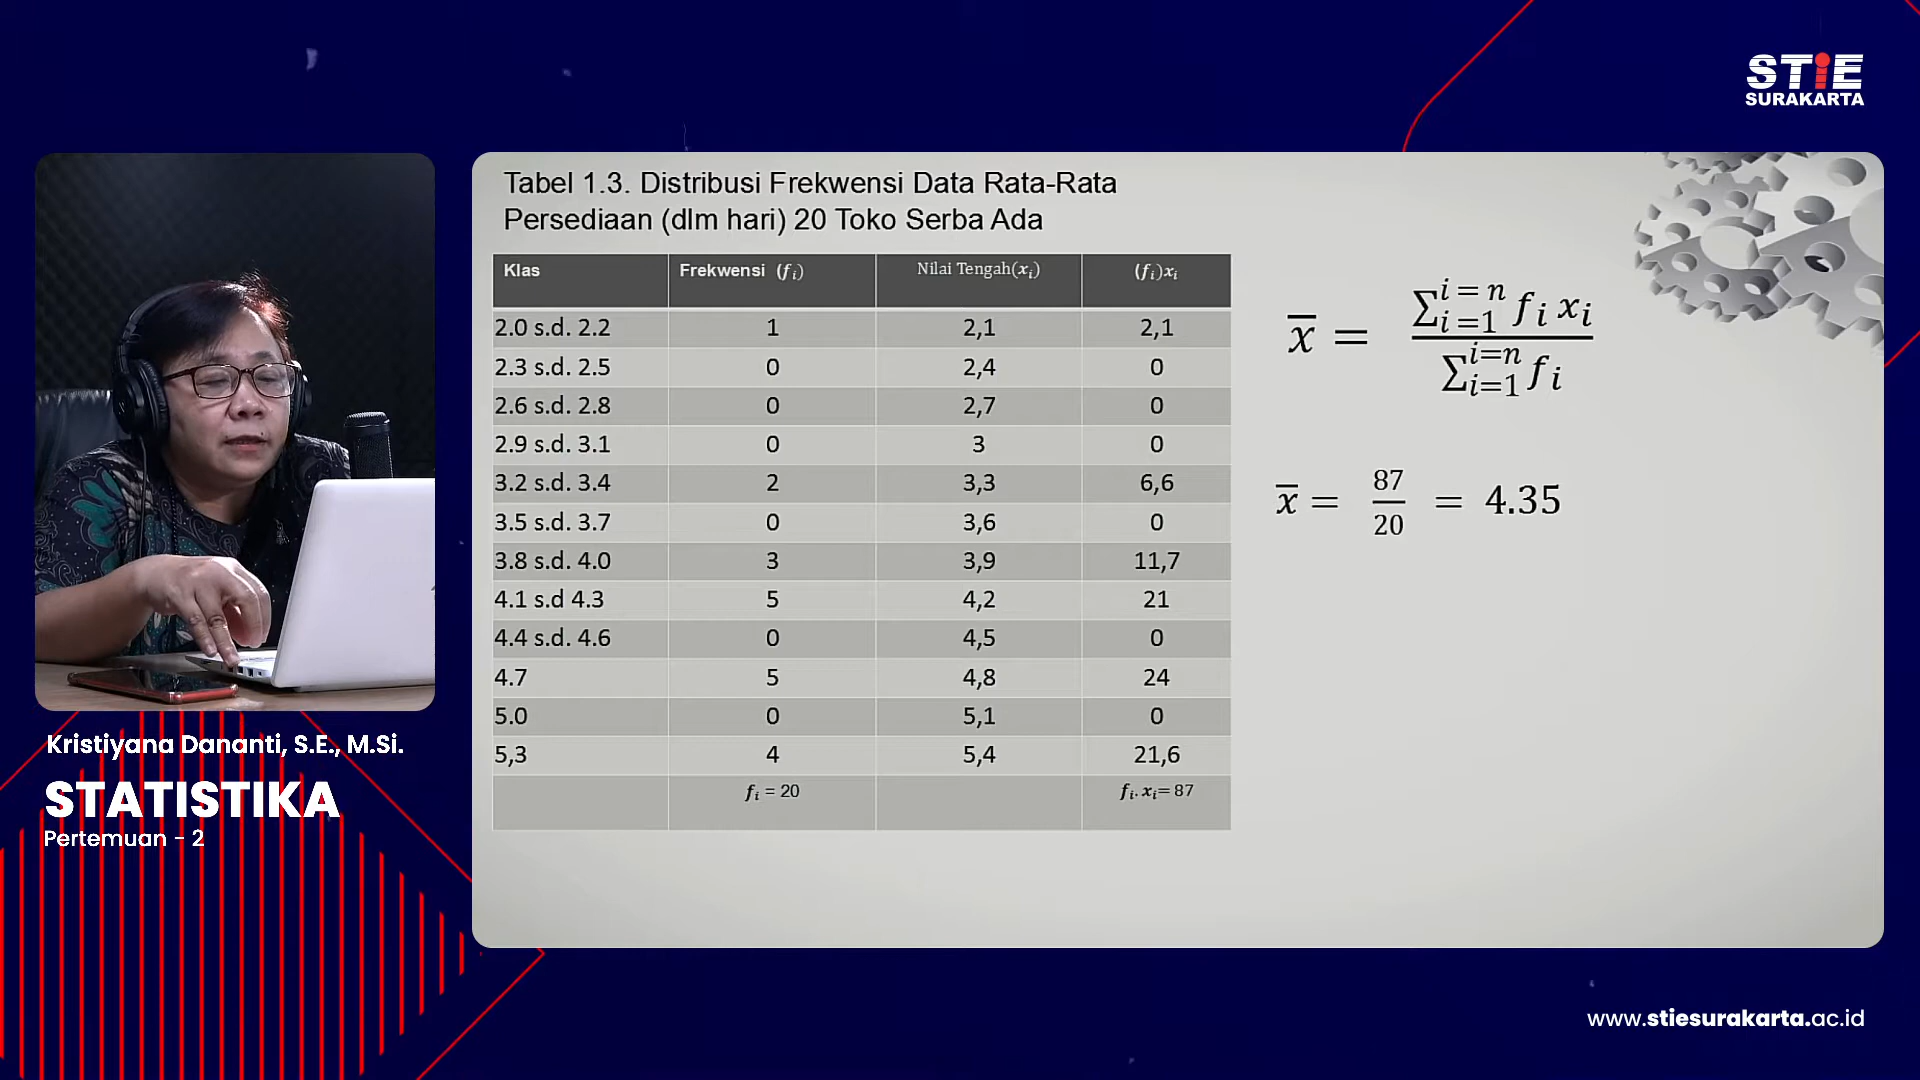 STiE
SURAKARTA
Tabel 1.3. Distribusi Frekwensi Data Rata-Rata
Persediaan (dlm hari) 20 Toko Serba Ada
Klas Frekwensi (fᵢ) Nilai Tengah(xᵢ) (fᵢ)xᵢ
2.0 s.d. 2.2 1 2,1 2,1
2.3 s.d. 2.5 0 2,4 0
2.6 s.d. 2.8 0 2,7 0
2.9 s.d. 3.1 0 3 0
3.2 s.d. 3.4 2 3,3 6,6
3.5 s.d. 3.7 0 3,6 0
3.8 s.d. 4.0 3 3,9 11,7
4.1 s.d 4.3 5 4,2 21
4.4 s.d. 4.6 0 4,5 0
4.7 5 4,8 24
5.0 0 5,1 0
5,3 4 5,4 21,6
fᵢ = 20 fᵢ. xᵢ= 87
x̄ = ∑_{i=1}^{i=n} fᵢ xᵢ / ∑_{i=1}^{i=n} fᵢ
x̄ = 87/20 = 4.35
Kristiyana Dananti, S.E., M.Si.
STATISTIKA
Pertemuan - 2
www.stiesurakarta.ac.id